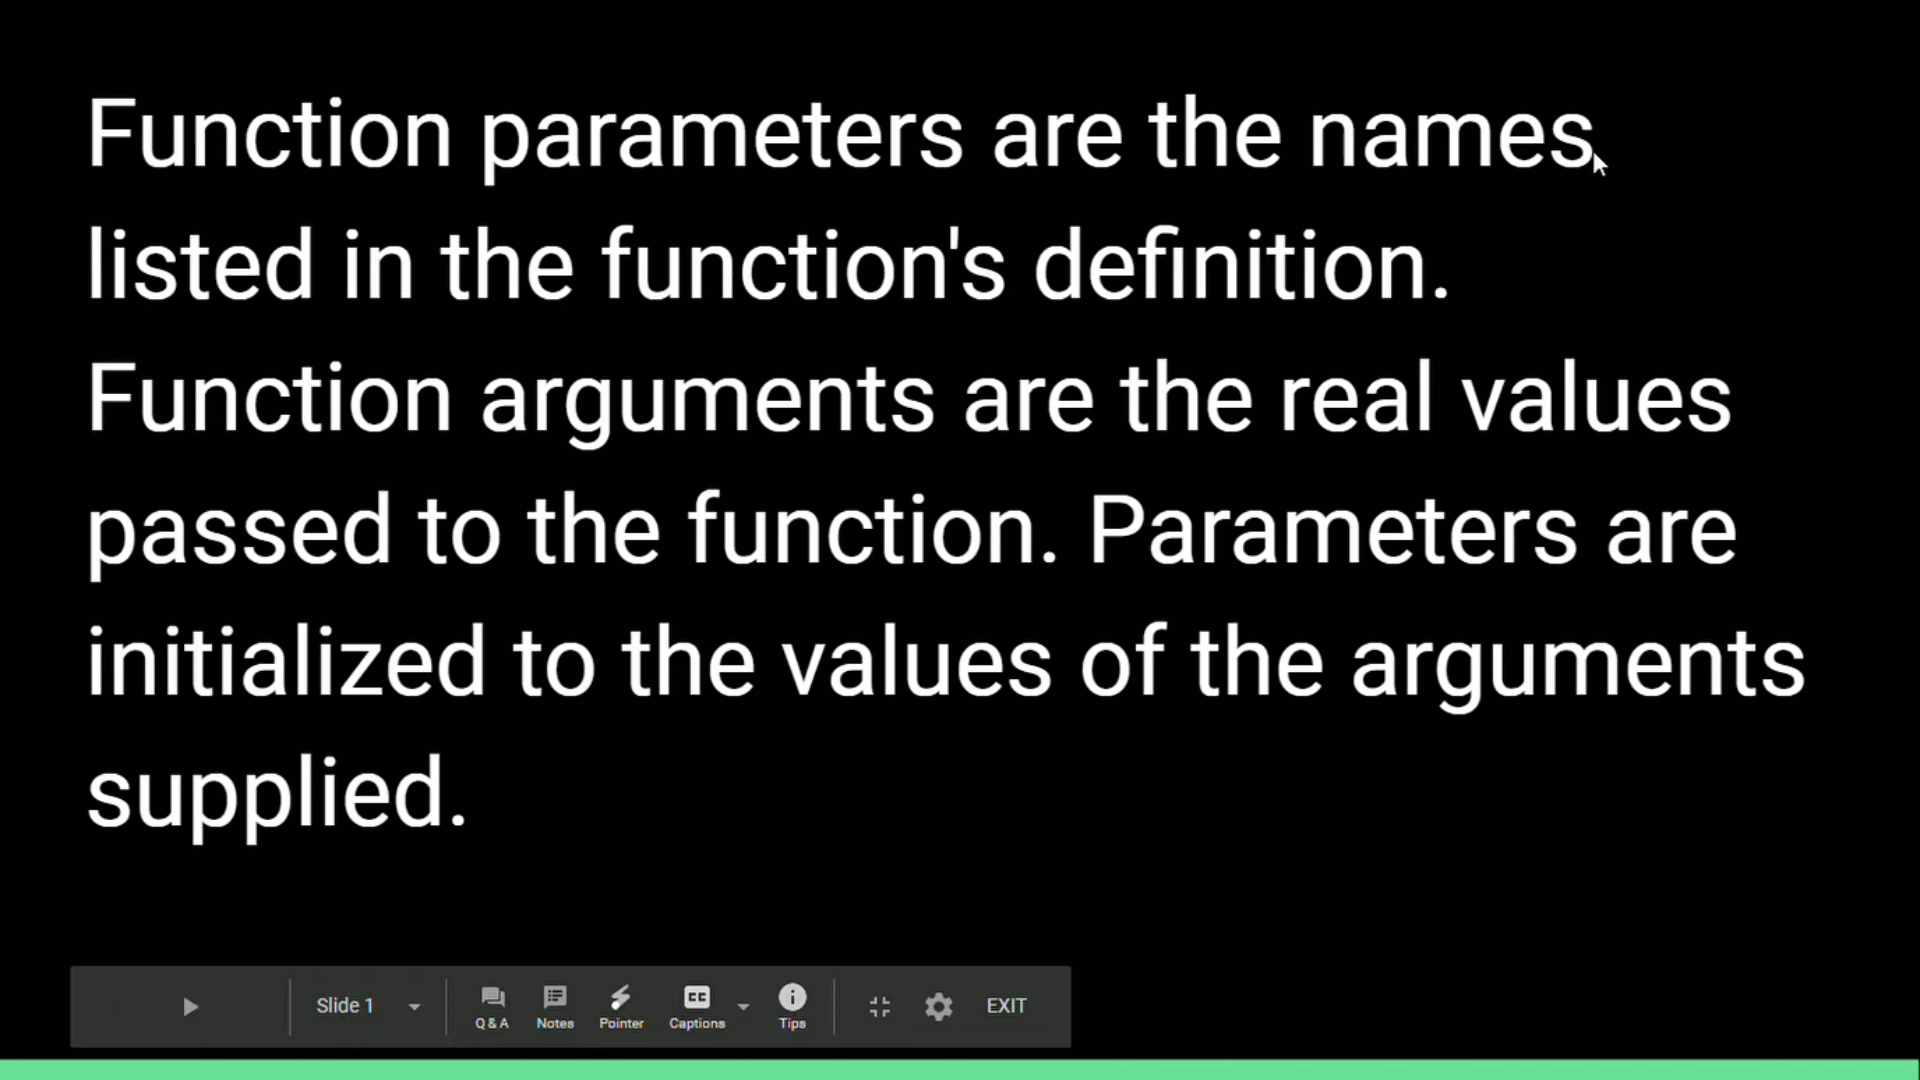 Function parameters are the names
listed in the function's definition.
Function arguments are the real values
passed to the function. Parameters are
initialized to the values of the arguments
supplied.
Slide 1
Q&A Notes Pointer Captions Tips
EXIT